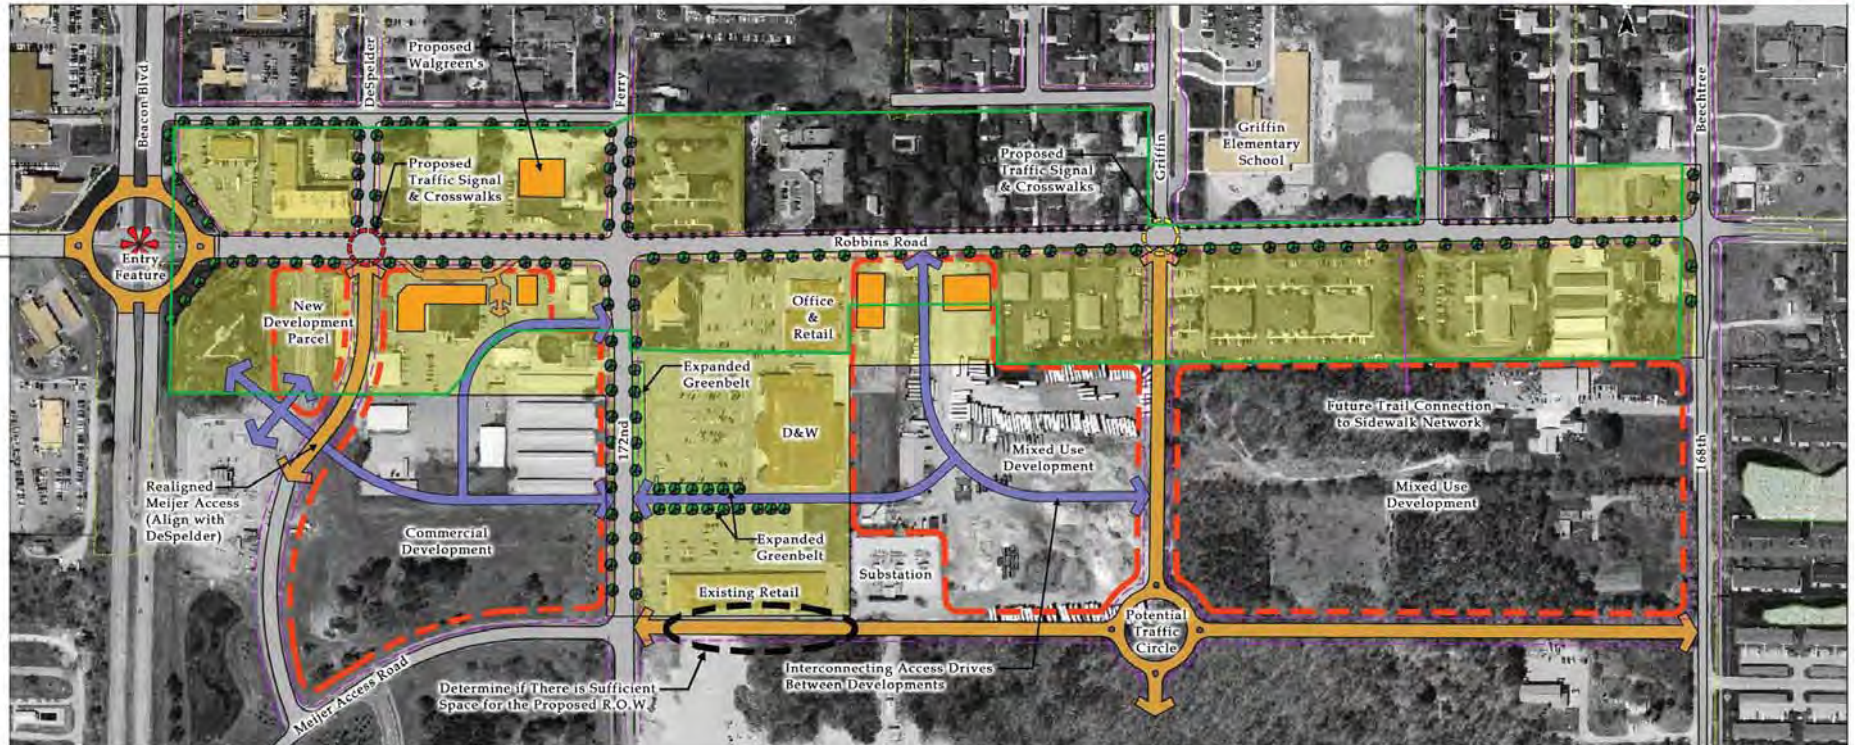 Beacon Blvd.
DeSpelder
Proposed
Walgreen's
Ferry
Griffin
Beechtree
Griffin
Elementary
School
Proposed
Traffic Signal
& Crosswalks
Proposed
Traffic Signal
& Crosswalks
Robbins Road
Entry
Feature
New
Development
Parcel
Office
&
Retail
Expanded
Greenbelt
172nd
D&W
Mixed Use
Development
Future Trail Connection
to Sidewalk Network
168th
Mixed Use
Development
Realigned
Meijer Access
(Align with
DeSpelder)
Commercial
Development
Expanded
Greenbelt
Substation
Existing Retail
Potential
Traffic
Circle
Interconnecting Access Drives
Between Developments
Determine if There is Sufficient
Space for the Proposed R.O.W.
Meijer Access Road